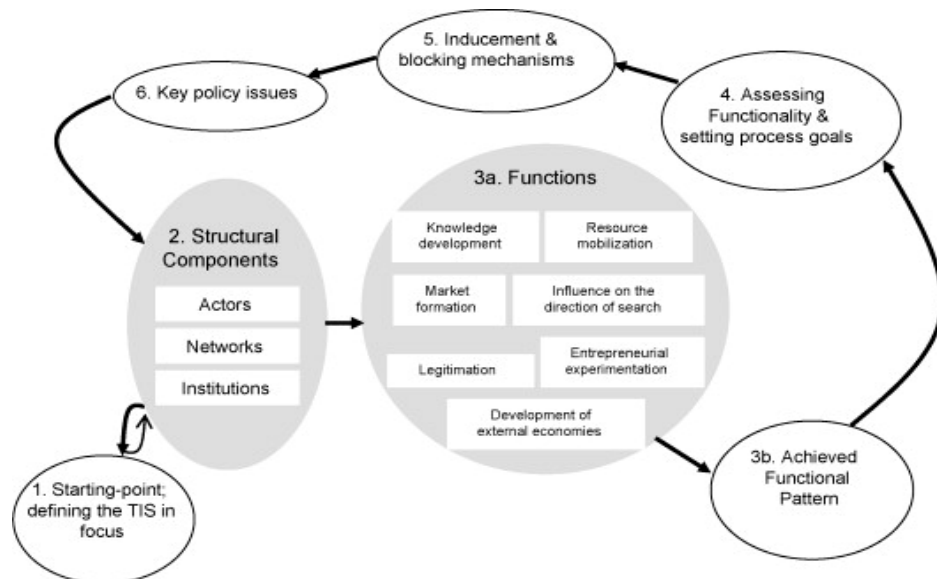 5. Inducement &
blocking mechanisms
6. Key policy issues
4. Assessing
Functionality &
setting process goals
3a. Functions
2. Structural
Components
Actors
Networks
Institutions
Knowledge
development
Resource
mobilization
Market
formation
Influence on the
direction of search
Legitimation
Entrepreneurial
experimentation
Development of
external economies
1. Starting-point;
defining the TIS in
focus
3b. Achieved
Functional
Pattern